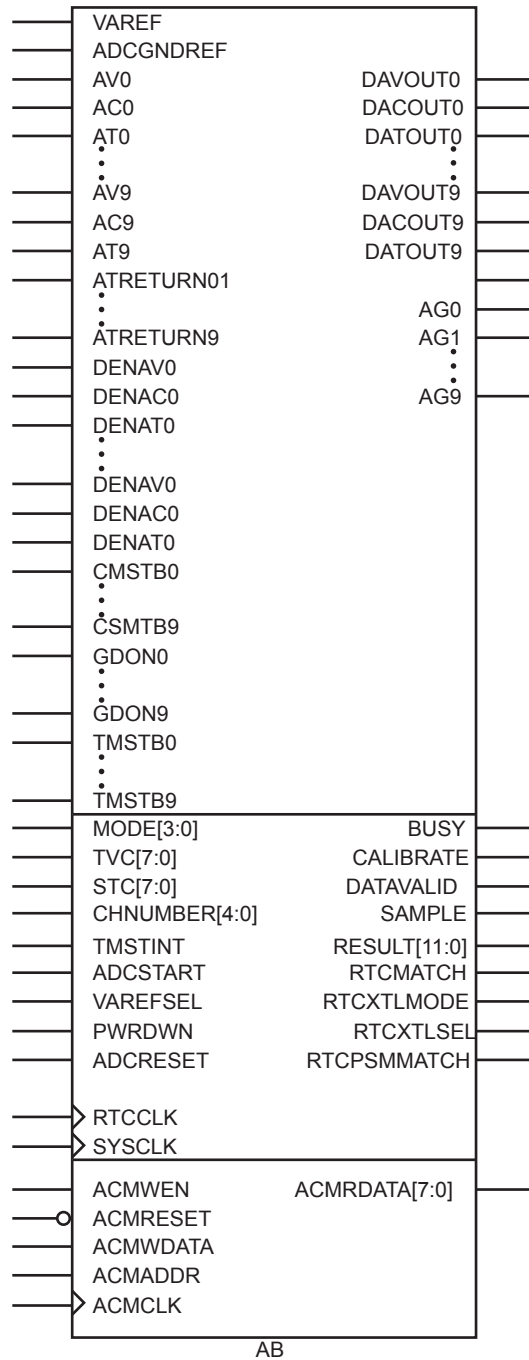 VAREF
ADCGNDREF
AV0 DAVOUT0
AC0 DACOUT0
AT0 DATOUT0
AV9 DAVOUT9
AC9 DACOUT9
AT9 DATOUT9
ATRETURN01
AG0
ATRETURN9 AG1
DENAV0
DENAC0 AG9
DENAT0
DENAV0
DENAC0
DENAT0
CMSTB0
CSMTB9
GDON0
GDON9
TMSTB0
TMSTB9
MODE[3:0] BUSY
TVC[7:0] CALIBRATE
STC[7:0] DATAVALID
CHNUMBER[4:0] SAMPLE
TMSTINT RESULT[11:0]
ADCSTART RTCMATCH
VAREFSEL RTCXTLMODE
PWRDWN RTCXTLSEL
ADCRESET RTCPSMMATCH
RTCCLK
SYSCLK
ACMWEN ACMRDATA[7:0]
ACMRESET
ACMWDATA
ACMADDR
ACMCLK
AB